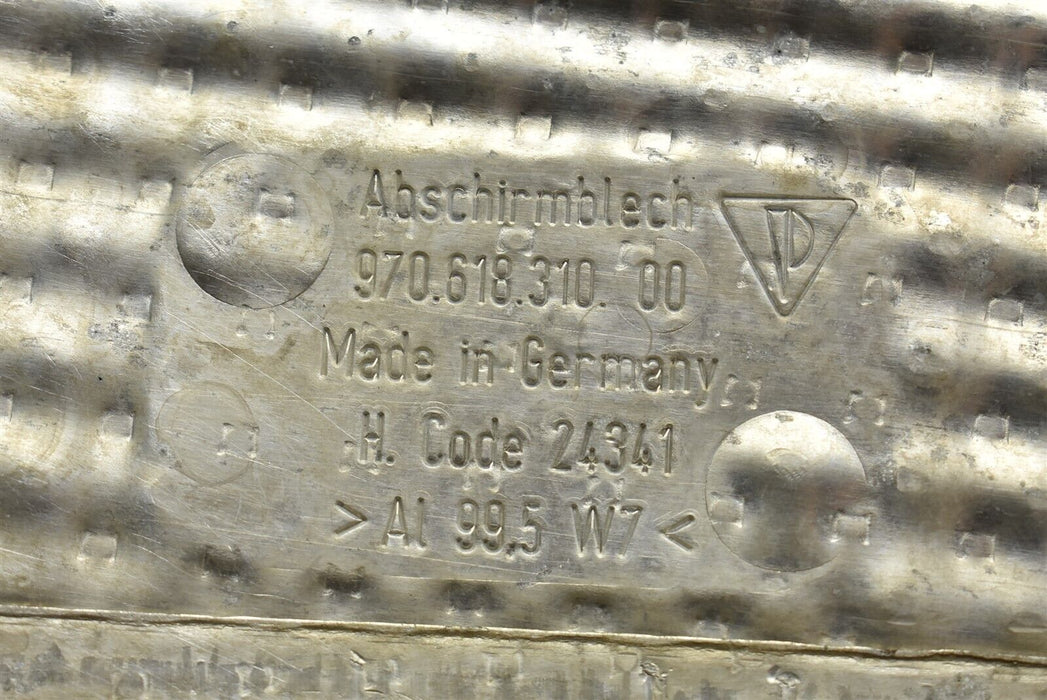 Abschirmblech
970.618.310. 00
Made in Germany
H. Code 24341
>Al 99,5 W7<